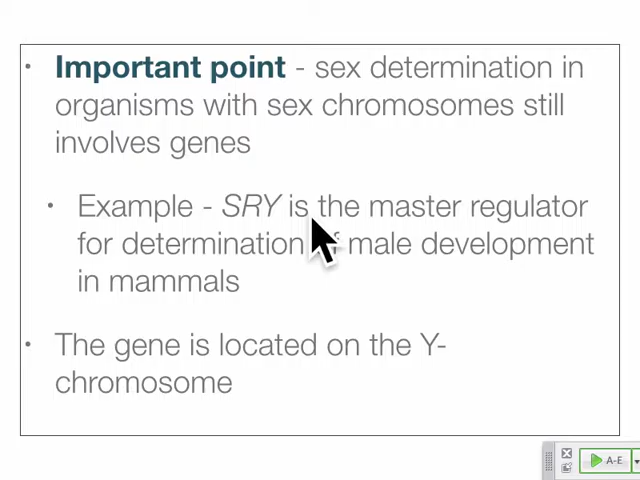 • Important point - sex determination in
organisms with sex chromosomes still
involves genes
• Example - SRY is the master regulator
for determination male development
in mammals
• The gene is located on the Y-
chromosome
A-E